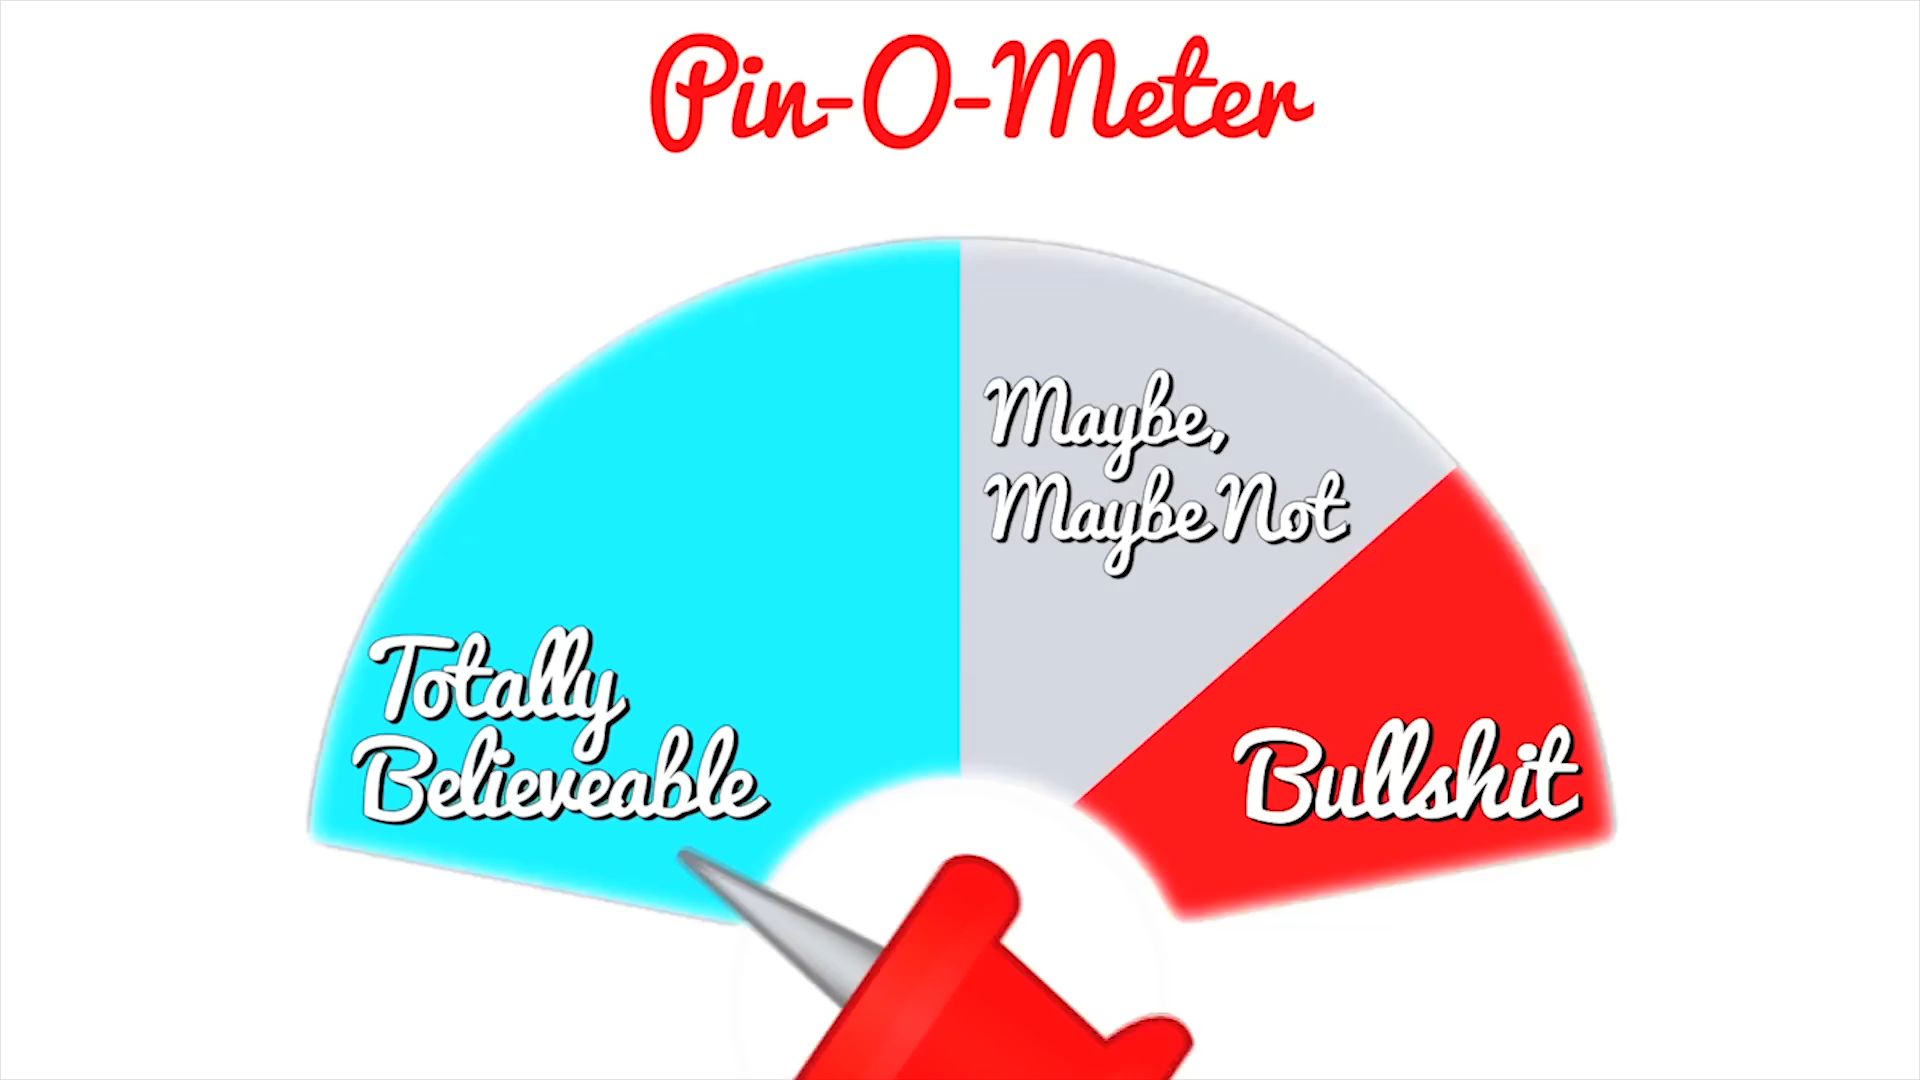 Pin-O-Meter
Maybe,
Maybe Not
Totally
Believeable
Bullshit